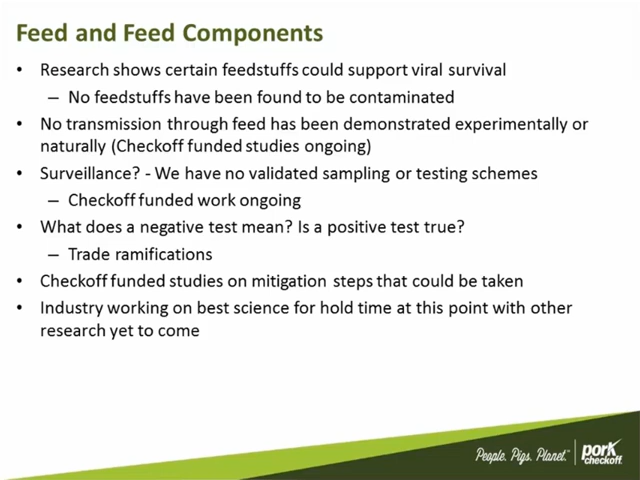 Feed and Feed Components
• Research shows certain feedstuffs could support viral survival
– No feedstuffs have been found to be contaminated
• No transmission through feed has been demonstrated experimentally or
naturally (Checkoff funded studies ongoing)
• Surveillance? - We have no validated sampling or testing schemes
– Checkoff funded work ongoing
• What does a negative test mean? Is a positive test true?
– Trade ramifications
• Checkoff funded studies on mitigation steps that could be taken
• Industry working on best science for hold time at this point with other
research yet to come
People. Pigs. Planet.™
pork
checkoff